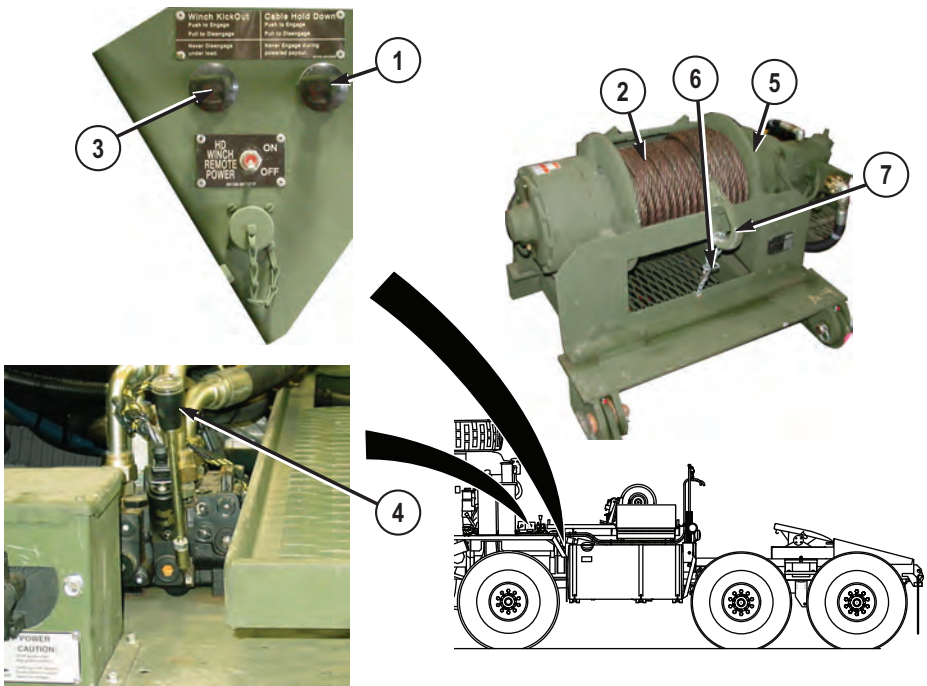 Winch KickOut
Push to Engage
Pull to Disengage
Never Disengage
under load.
Cable Hold Down
Push to Engage
Pull to Disengage
Never Engage during
powered payout.
1
3
HD
WINCH
REMOTE
POWER
ON
OFF
2
6
5
7
4
POWER
CAUTION